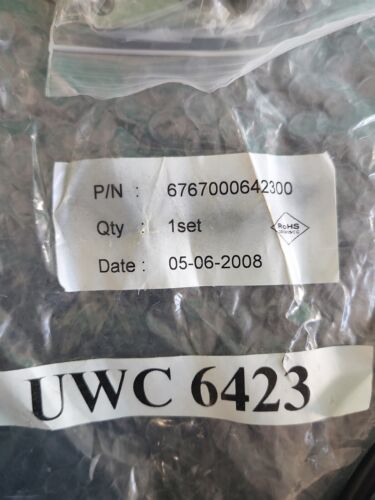 P/N : 6767000642300
Qty : 1set
RoHS
Date : 05-06-2008
UWC 6423